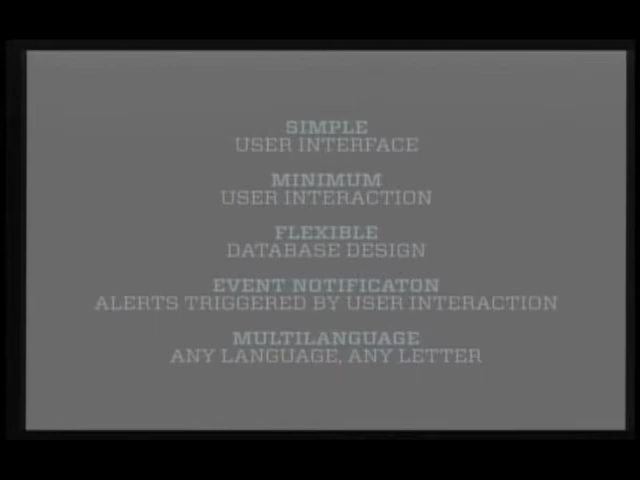 SIMPLE
USER INTERFACE
MINIMUM
USER INTERACTION
FLEXIBLE
DATABASE DESIGN
EVENT NOTIFICATON
ALERTS TRIGGERED BY USER INTERACTION
MULTILANGUAGE
ANY LANGUAGE, ANY LETTER